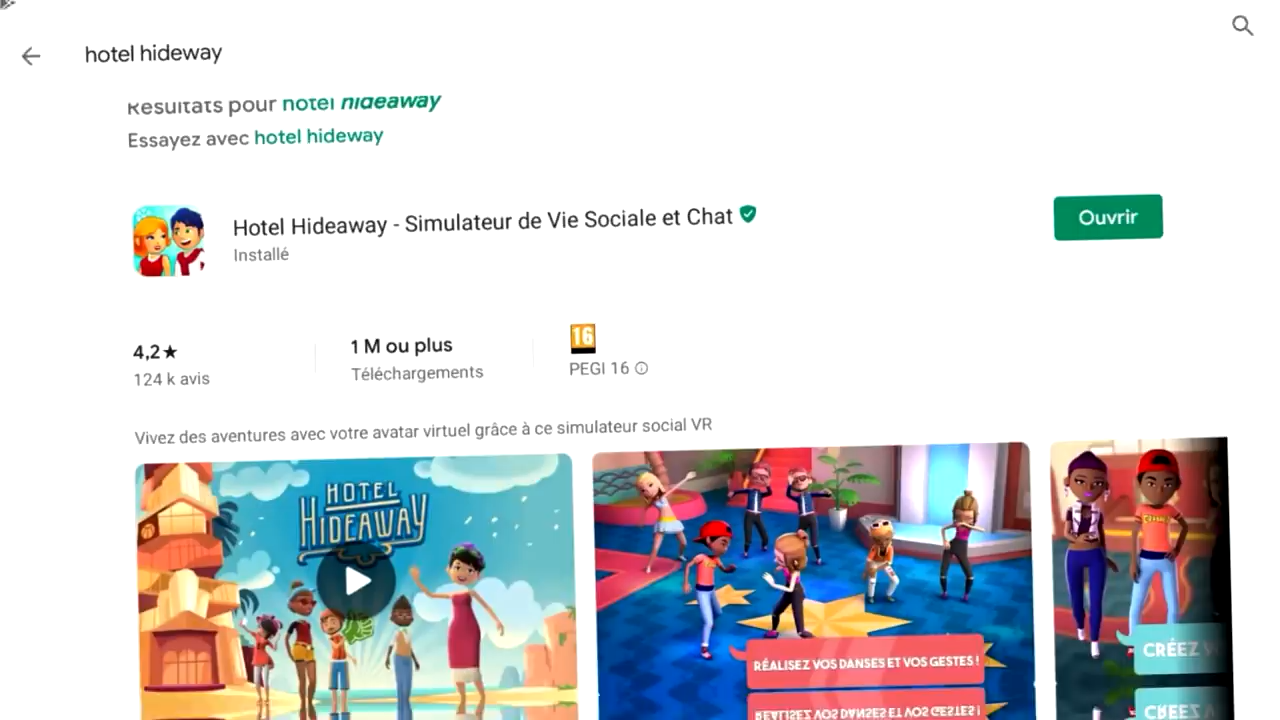 hotel hideway
Résultats pour hotel hideaway
Essayez avec hotel hideway
Hotel Hideaway - Simulateur de Vie Sociale et Chat
Ouvrir
Installé
4,2★
124 k avis
1 M ou plus
Téléchargements
16
PEGI 16
Vivez des aventures avec votre avatar virtuel grâce à ce simulateur social VR
HOTEL
HIDEAWAY
RÉALISEZ VOS DANSES ET VOS GESTES !
CRÉEZ